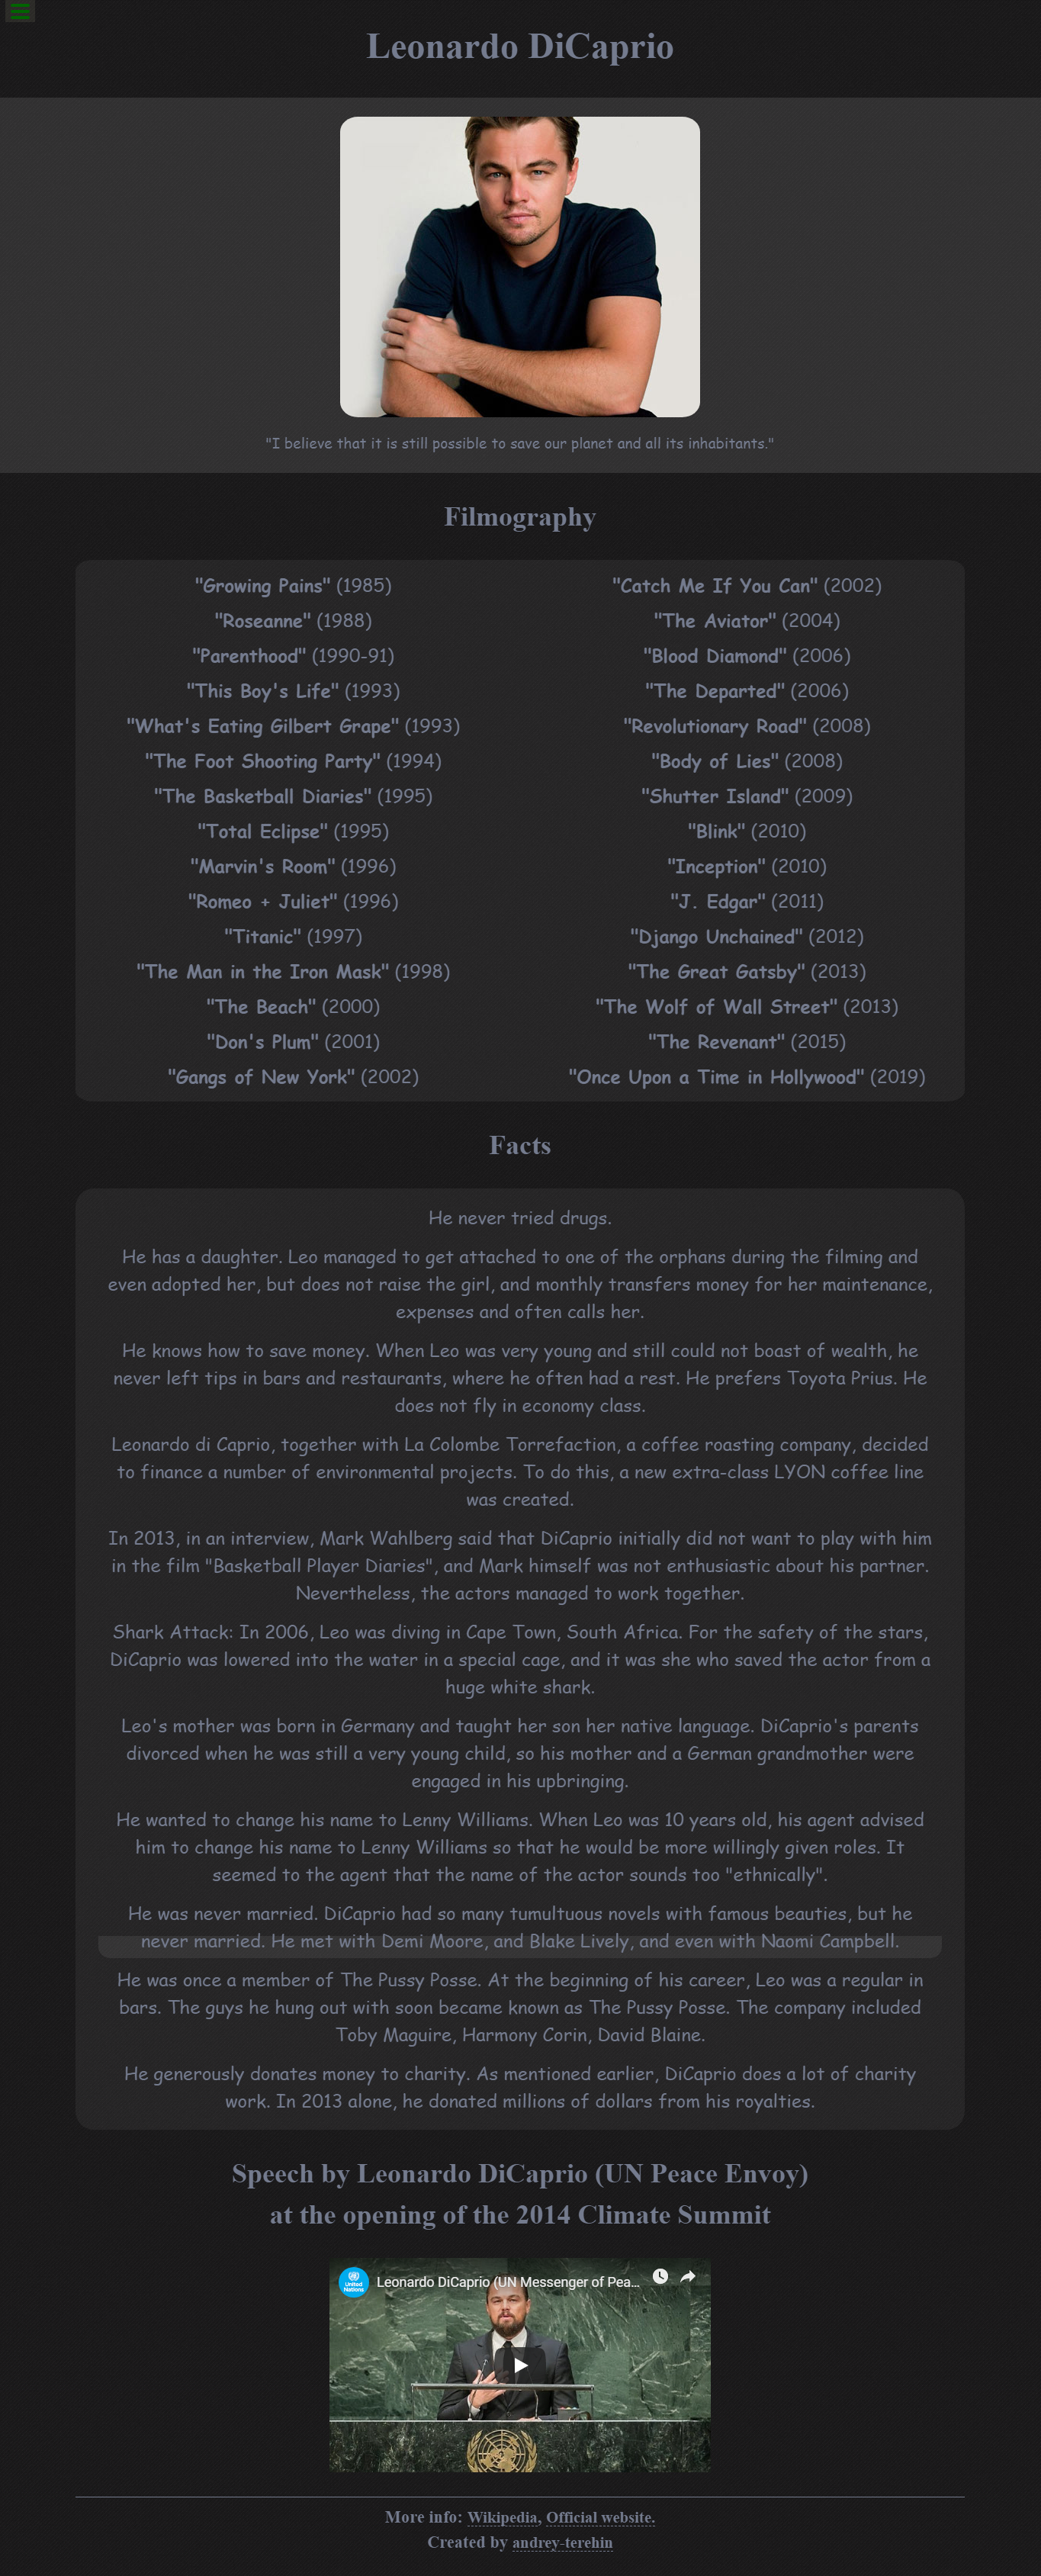 Leonardo DiCaprio
"I believe that it is still possible to save our planet and all its inhabitants."
Filmography
"Growing Pains" (1985)
"Roseanne" (1988)
"Parenthood" (1990-91)
"This Boy's Life" (1993)
"What's Eating Gilbert Grape" (1993)
"The Foot Shooting Party" (1994)
"The Basketball Diaries" (1995)
"Total Eclipse" (1995)
"Marvin's Room" (1996)
"Romeo + Juliet" (1996)
"Titanic" (1997)
"The Man in the Iron Mask" (1998)
"The Beach" (2000)
"Don's Plum" (2001)
"Gangs of New York" (2002)
"Catch Me If You Can" (2002)
"The Aviator" (2004)
"Blood Diamond" (2006)
"The Departed" (2006)
"Revolutionary Road" (2008)
"Body of Lies" (2008)
"Shutter Island" (2009)
"Blink" (2010)
"Inception" (2010)
"J. Edgar" (2011)
"Django Unchained" (2012)
"The Great Gatsby" (2013)
"The Wolf of Wall Street" (2013)
"The Revenant" (2015)
"Once Upon a Time in Hollywood" (2019)
Facts
He never tried drugs.
He has a daughter. Leo managed to get attached to one of the orphans during the filming and
even adopted her, but does not raise the girl, and monthly transfers money for her maintenance,
expenses and often calls her.
He knows how to save money. When Leo was very young and still could not boast of wealth, he
never left tips in bars and restaurants, where he often had a rest. He prefers Toyota Prius. He
does not fly in economy class.
Leonardo di Caprio, together with La Colombe Torrefaction, a coffee roasting company, decided
to finance a number of environmental projects. To do this, a new extra-class LYON coffee line
was created.
In 2013, in an interview, Mark Wahlberg said that DiCaprio initially did not want to play with him
in the film "Basketball Player Diaries", and Mark himself was not enthusiastic about his partner.
Nevertheless, the actors managed to work together.
Shark Attack: In 2006, Leo was diving in Cape Town, South Africa. For the safety of the stars,
DiCaprio was lowered into the water in a special cage, and it was she who saved the actor from a
huge white shark.
Leo's mother was born in Germany and taught her son her native language. DiCaprio's parents
divorced when he was still a very young child, so his mother and a German grandmother were
engaged in his upbringing.
He wanted to change his name to Lenny Williams. When Leo was 10 years old, his agent advised
him to change his name to Lenny Williams so that he would be more willingly given roles. It
seemed to the agent that the name of the actor sounds too "ethnically".
He was never married. DiCaprio had so many tumultuous novels with famous beauties, but he
never married. He met with Demi Moore, and Blake Lively, and even with Naomi Campbell.
He was once a member of The Pussy Posse. At the beginning of his career, Leo was a regular in
bars. The guys he hung out with soon became known as The Pussy Posse. The company included
Toby Maguire, Harmony Corin, David Blaine.
He generously donates money to charity. As mentioned earlier, DiCaprio does a lot of charity
work. In 2013 alone, he donated millions of dollars from his royalties.
Speech by Leonardo DiCaprio (UN Peace Envoy)
at the opening of the 2014 Climate Summit
United
Nations
Leonardo DiCaprio (UN Messenger of Pea...
More info: Wikipedia, Official website.
Created by andrey-terehin